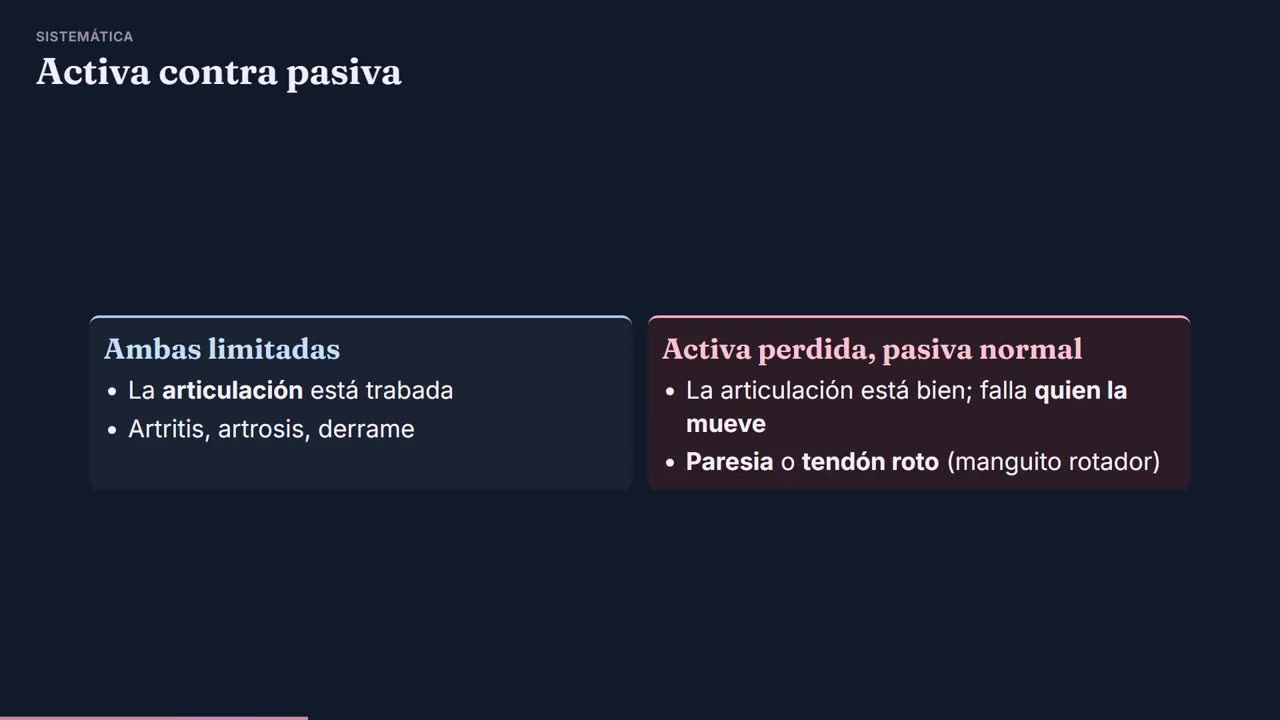 SISTEMÁTICA
Activa contra pasiva
Ambas limitadas
• La articulación está trabada
• Artritis, artrosis, derrame
Activa perdida, pasiva normal
• La articulación está bien; falla quien la
mueve
• Paresia o tendón roto (manguito rotador)